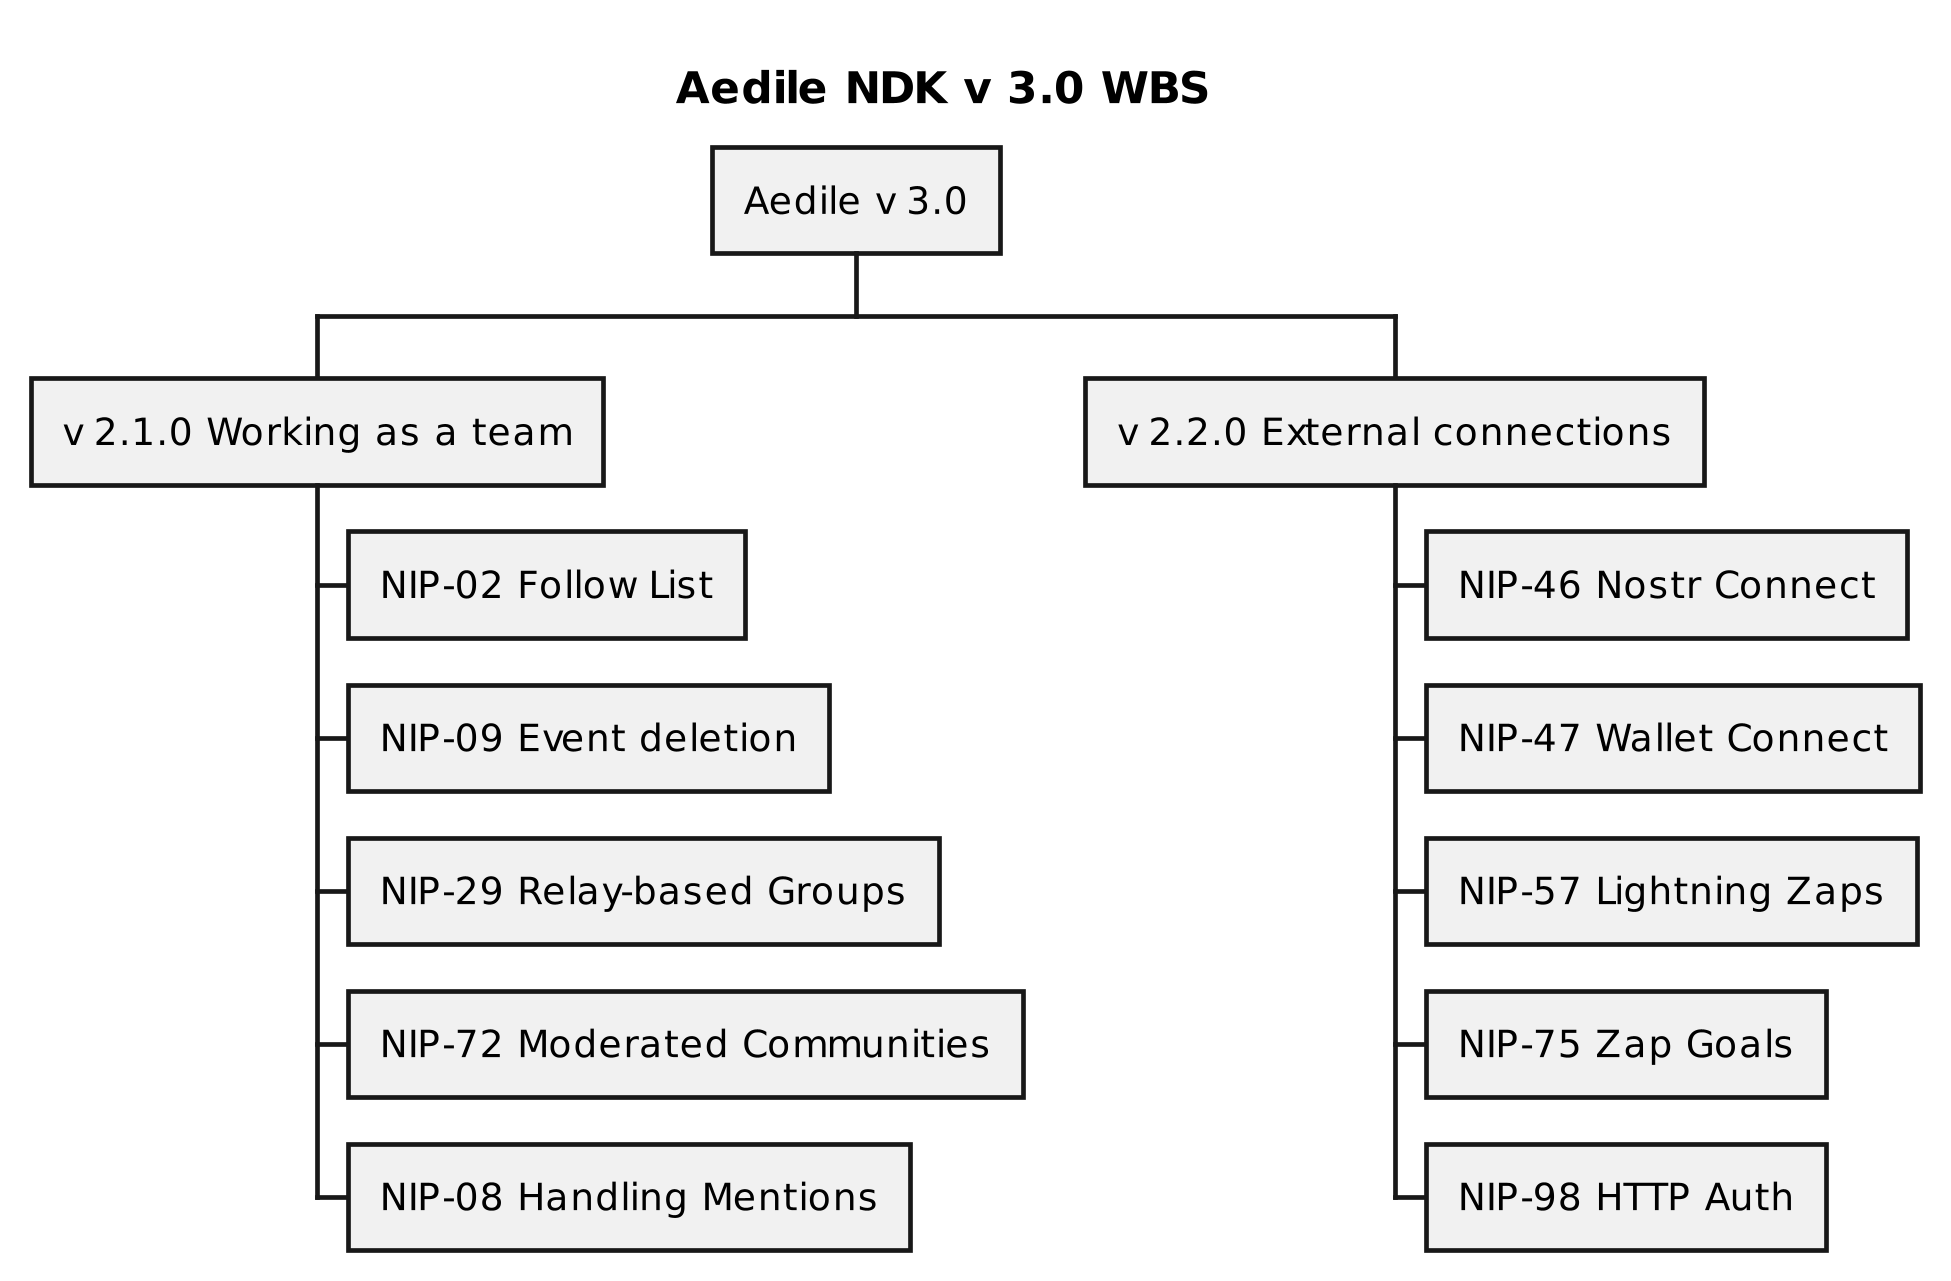 Aedile NDK v 3.0 WBS
Aedile v 3.0
v 2.1.0 Working as a team
NIP-02 Follow List
NIP-09 Event deletion
NIP-29 Relay-based Groups
NIP-72 Moderated Communities
NIP-08 Handling Mentions
v 2.2.0 External connections
NIP-46 Nostr Connect
NIP-47 Wallet Connect
NIP-57 Lightning Zaps
NIP-75 Zap Goals
NIP-98 HTTP Auth